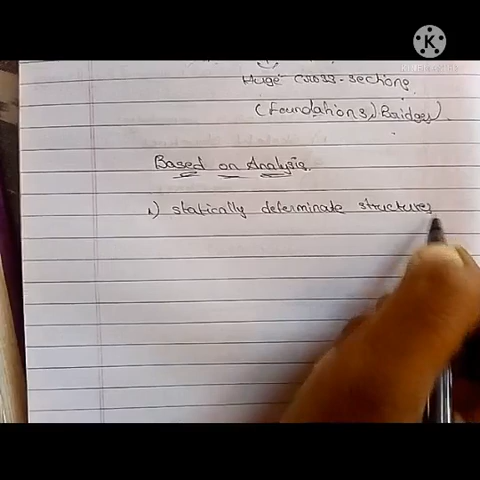 Huge cross-sections.
(Foundations, Bridges).
Based on Analysis.
1) statically determinate structures